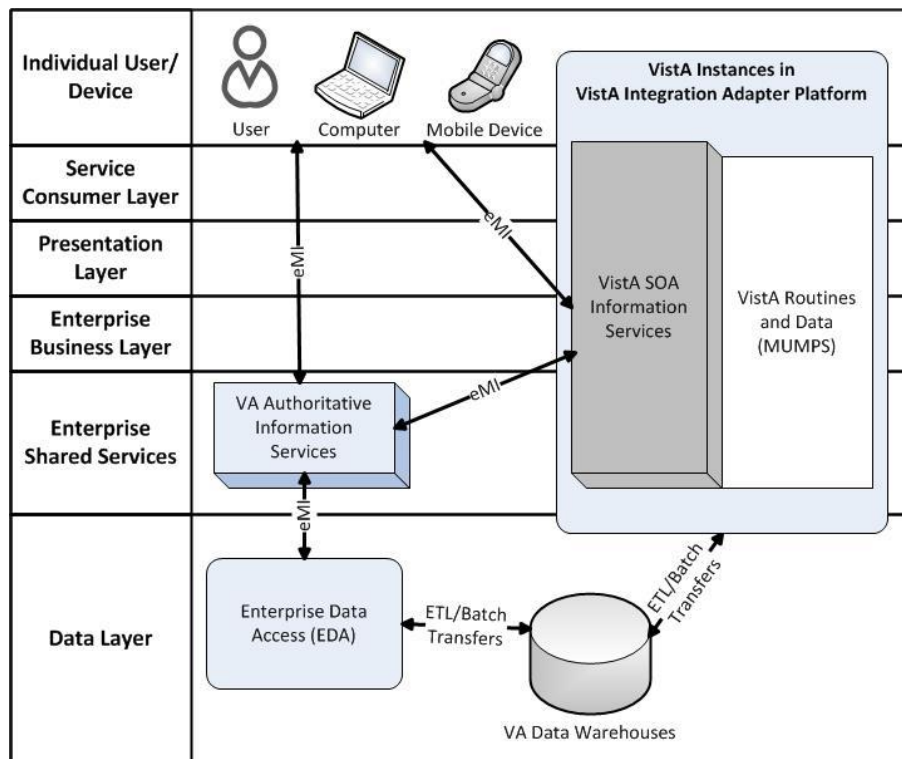 Individual User/
Device
User
Computer
Mobile Device
VistA Instances in
VistA Integration Adapter Platform
Service
Consumer Layer
Presentation
Layer
Enterprise
Business Layer
Enterprise
Shared Services
Data Layer
eMI
eMI
eMI
eMI
VistA SOA
Information
Services
VistA Routines
and Data
(MUMPS)
VA Authoritative
Information
Services
Enterprise Data
Access (EDA)
ETL/Batch
Transfers
ETL/Batch
Transfers
VA Data Warehouses